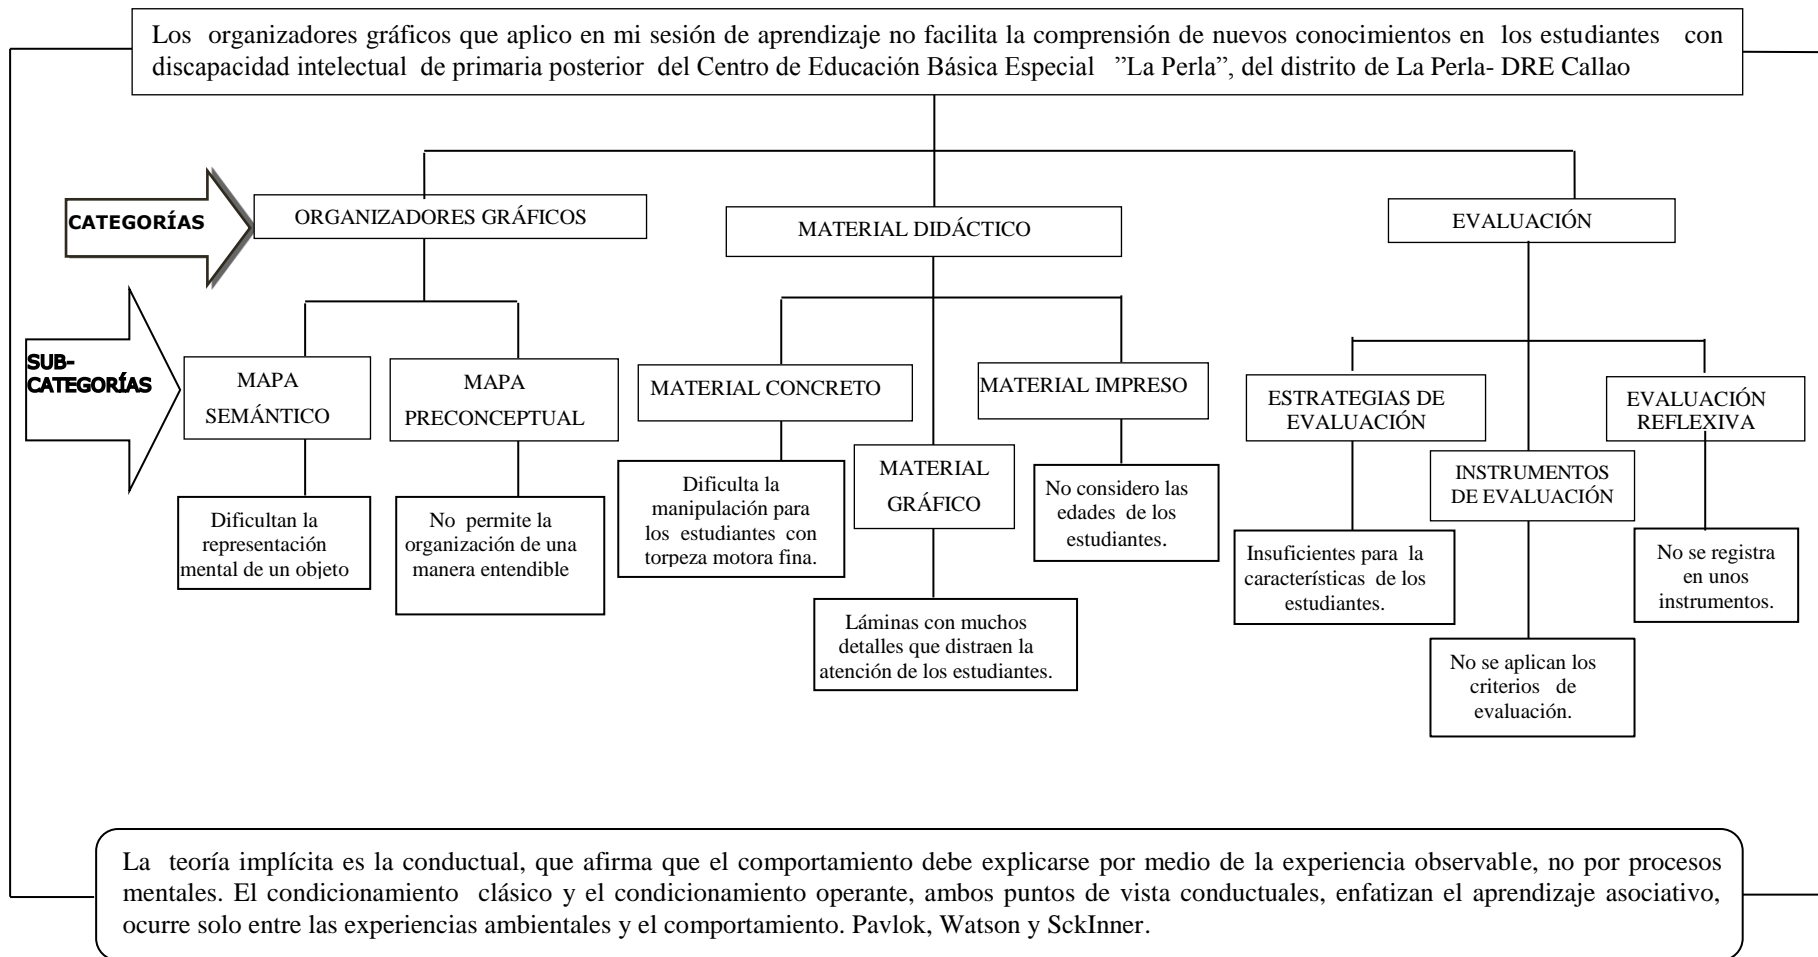 Los organizadores gráficos que aplico en mi sesión de aprendizaje no facilita la comprensión de nuevos conocimientos en los estudiantes con
discapacidad intelectual de primaria posterior del Centro de Educación Básica Especial ”La Perla”, del distrito de La Perla- DRE Callao
CATEGORÍAS
ORGANIZADORES GRÁFICOS
MATERIAL DIDÁCTICO
EVALUACIÓN
SUB-
CATEGORÍAS
MAPA
SEMÁNTICO
MAPA
PRECONCEPTUAL
MATERIAL CONCRETO
MATERIAL
GRÁFICO
MATERIAL IMPRESO
ESTRATEGIAS DE
EVALUACIÓN
INSTRUMENTOS
DE EVALUACIÓN
EVALUACIÓN
REFLEXIVA
Dificultan la
representación
mental de un objeto
No permite la
organización de una
manera entendible
Dificulta la
manipulación para
los estudiantes con
torpeza motora fina.
Láminas con muchos
detalles que distraen la
atención de los estudiantes.
No considero las
edades de los
estudiantes.
Insuficientes para la
características de los
estudiantes.
No se aplican los
criterios de
evaluación.
No se registra
en unos
instrumentos.
La teoría implícita es la conductual, que afirma que el comportamiento debe explicarse por medio de la experiencia observable, no por procesos
mentales. El condicionamiento clásico y el condicionamiento operante, ambos puntos de vista conductuales, enfatizan el aprendizaje asociativo,
ocurre solo entre las experiencias ambientales y el comportamiento. Pavlok, Watson y SckInner.